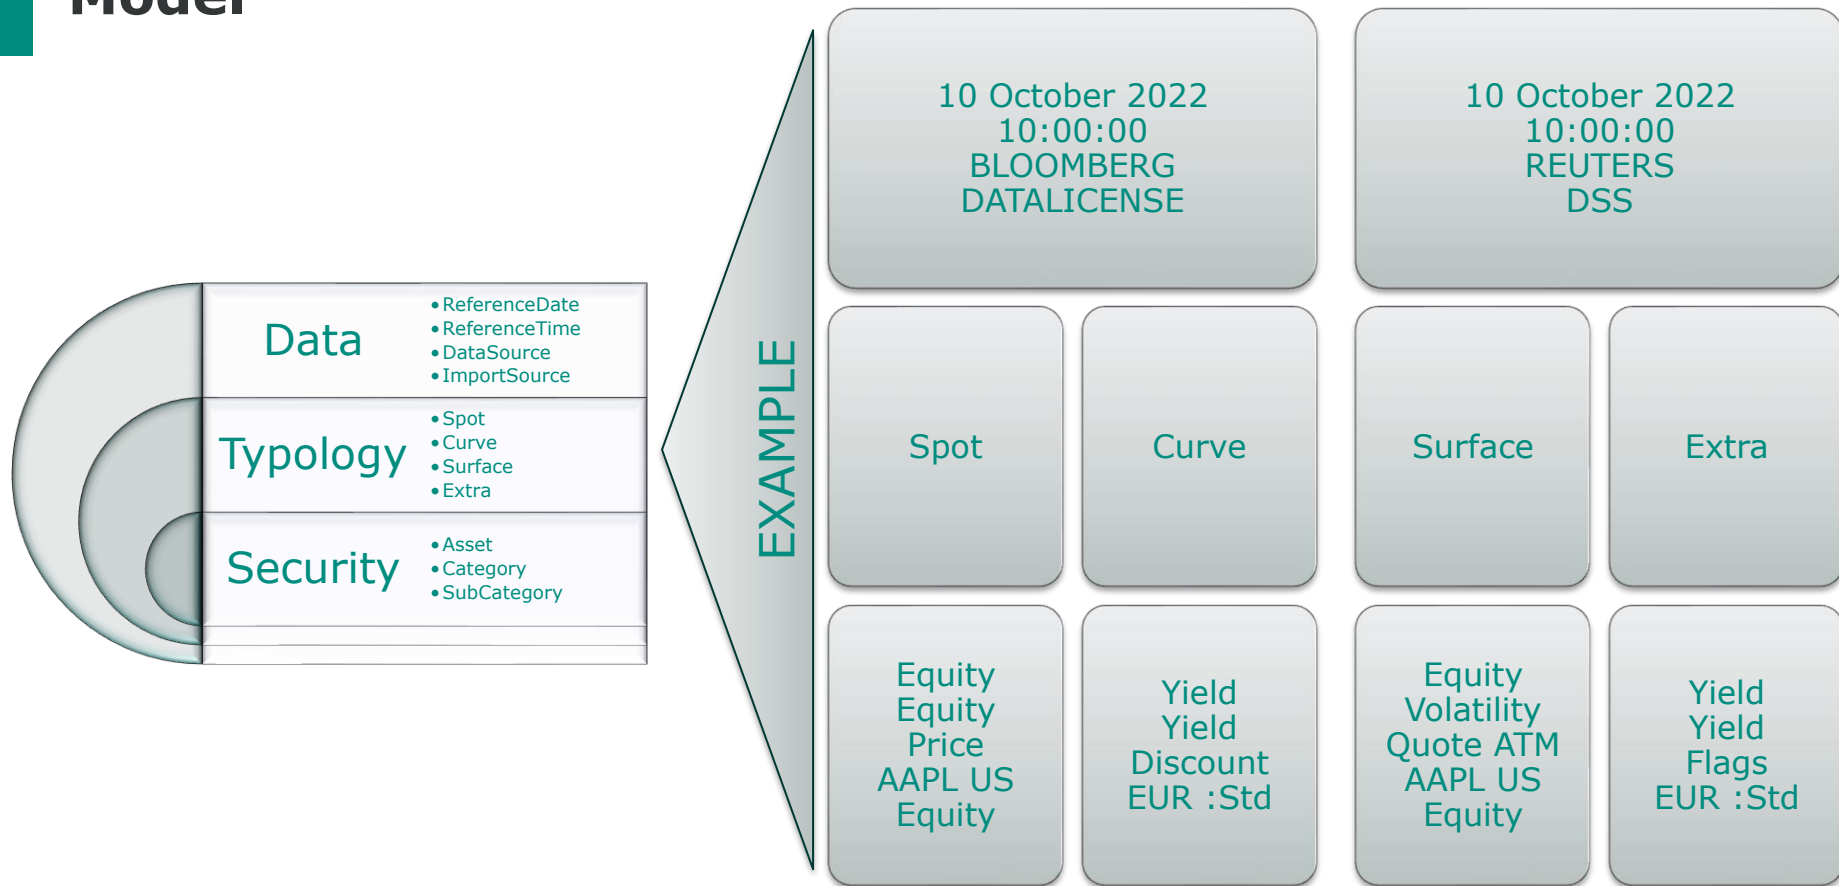 Model
Data
•ReferenceDate
•ReferenceTime
•DataSource
•ImportSource
Typology
•Spot
•Curve
•Surface
•Extra
Security
•Asset
•Category
•SubCategory
EXAMPLE
10 October 2022
10:00:00
BLOOMBERG
DATALICENSE
10 October 2022
10:00:00
REUTERS
DSS
Spot
Curve
Surface
Extra
Equity
Equity
Price
AAPL US
Equity
Yield
Yield
Discount
EUR :Std
Equity
Volatility
Quote ATM
AAPL US
Equity
Yield
Yield
Flags
EUR :Std